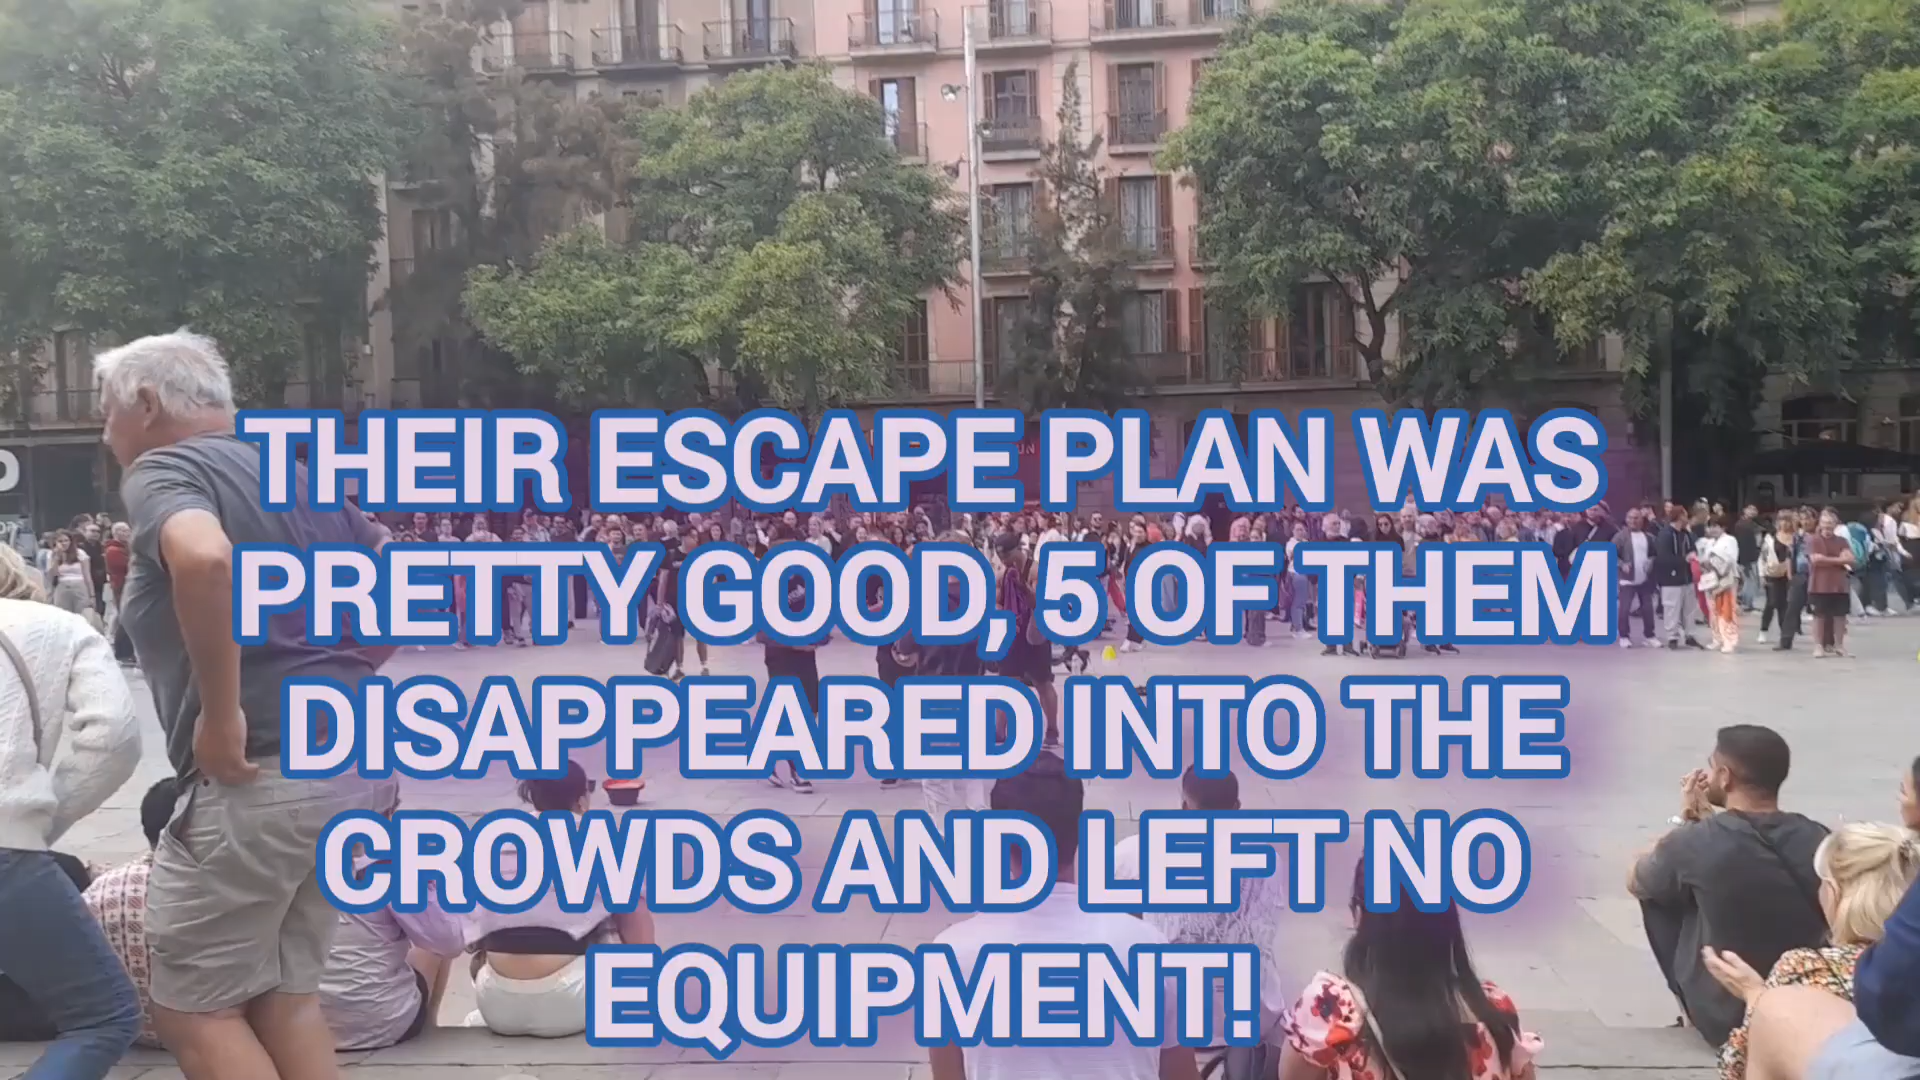 THEIR ESCAPE PLAN WAS
PRETTY GOOD, 5 OF THEM
DISAPPEARED INTO THE
CROWDS AND LEFT NO
EQUIPMENT!